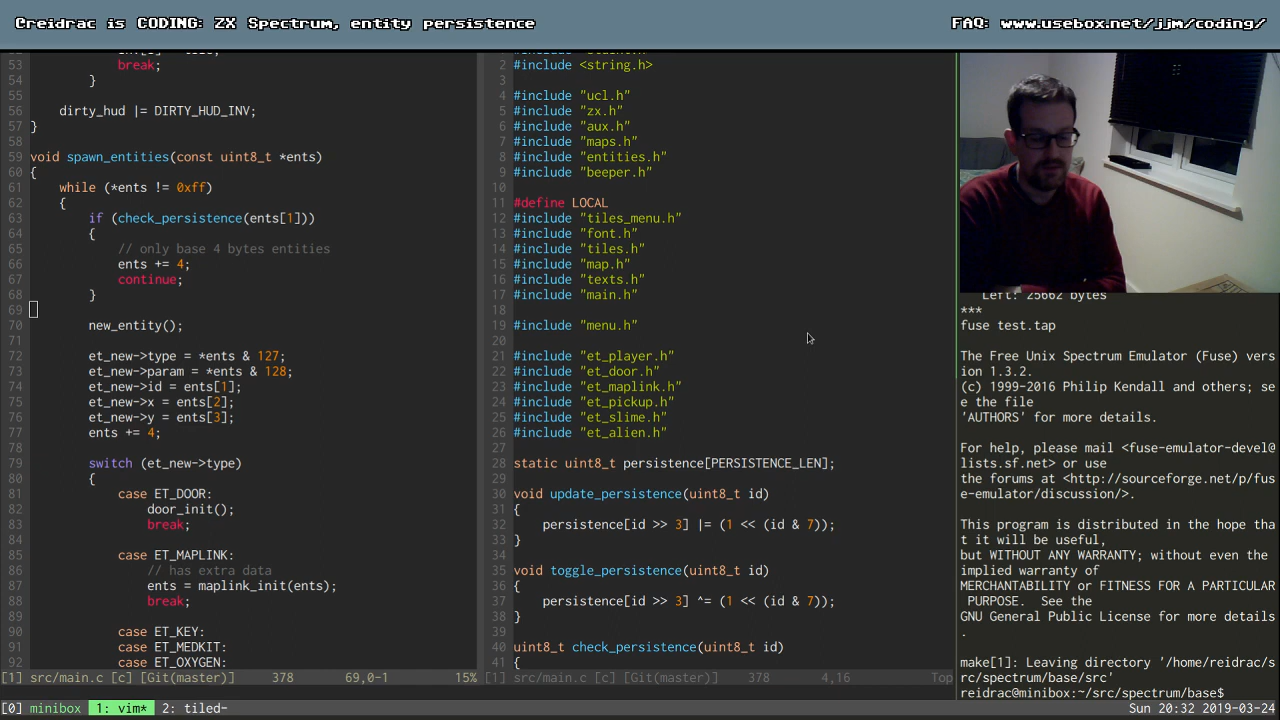 Creidrac is CODING: ZX Spectrum, entity persistence
FAQ: www.usebox.net/jjm/coding/
53 break;
54 }
55
56 dirty_hud |= DIRTY_HUD_INV;
57 }
58
59 void spawn_entities(const uint8_t *ents)
60 {
61 while (*ents != 0xff)
62 {
63 if (check_persistence(ents[1]))
64 {
65 // only base 4 bytes entities
66 ents += 4;
67 continue;
68 }
69
70 new_entity();
71
72 et_new->type = *ents & 127;
73 et_new->param = *ents & 128;
74 et_new->id = ents[1];
75 et_new->x = ents[2];
76 et_new->y = ents[3];
77 ents += 4;
78
79 switch (et_new->type)
80 {
81 case ET_DOOR:
82 door_init();
83 break;
84
85 case ET_MAPLINK:
86 // has extra data
87 ents = maplink_init(ents);
88 break;
89
90 case ET_KEY:
91 case ET_MEDKIT:
92 case ET_OXYGEN:
[1] src/main.c [c] [Git(master)] 378 69,0-1 15%
2 #include <string.h>
3
4 #include "ucl.h"
5 #include "zx.h"
6 #include "aux.h"
7 #include "maps.h"
8 #include "entities.h"
9 #include "beeper.h"
10
11 #define LOCAL
12 #include "tiles_menu.h"
13 #include "font.h"
14 #include "tiles.h"
15 #include "map.h"
16 #include "texts.h"
17 #include "main.h"
18
19 #include "menu.h"
20
21 #include "et_player.h"
22 #include "et_door.h"
23 #include "et_maplink.h"
24 #include "et_pickup.h"
25 #include "et_slime.h"
26 #include "et_alien.h"
27
28 static uint8_t persistence[PERSISTENCE_LEN];
29
30 void update_persistence(uint8_t id)
31 {
32 persistence[id >> 3] |= (1 << (id & 7));
33 }
34
35 void toggle_persistence(uint8_t id)
36 {
37 persistence[id >> 3] ^= (1 << (id & 7));
38 }
39
40 uint8_t check_persistence(uint8_t id)
41 {
[1] src/main.c [c] [Git(master)] 378 4,16 Top
Left: 25662 bytes
***
fuse test.tap

The Free Unix Spectrum Emulator (Fuse) vers
ion 1.3.2.
(c) 1999-2016 Philip Kendall and others; se
e the file
'AUTHORS' for more details.

For help, please mail <fuse-emulator-devel@
lists.sf.net> or use
the forums at <http://sourceforge.net/p/fus
e-emulator/discussion/>.

This program is distributed in the hope tha
t it will be useful,
but WITHOUT ANY WARRANTY; without even the
implied warranty of
MERCHANTABILITY or FITNESS FOR A PARTICULAR
PURPOSE.  See the
GNU General Public License for more details
.

make[1]: Leaving directory '/home/reidrac/s
rc/spectrum/base/src'
reidrac@minibox:~/src/spectrum/base$
[0] minibox 1: vim* 2: tiled- Sun 20:32 2019-03-24